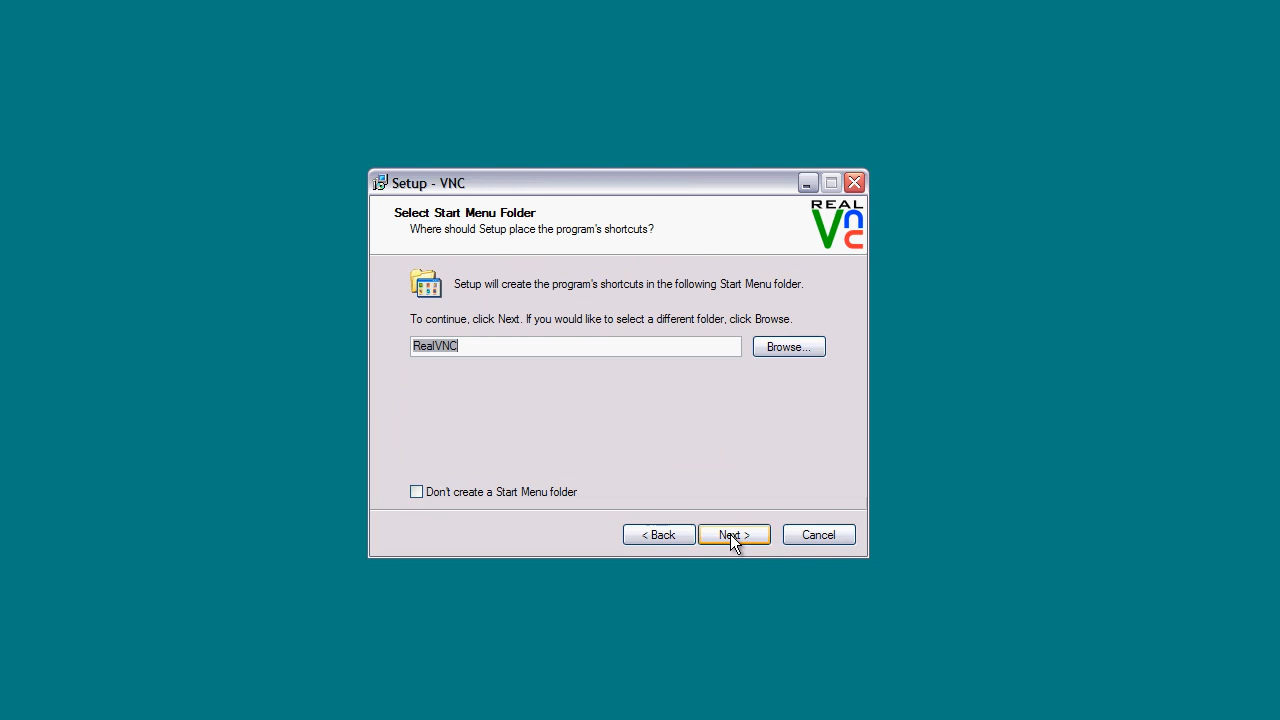 Setup - VNC
Select Start Menu Folder
Where should Setup place the program's shortcuts?
REAL
Vnc
Setup will create the program's shortcuts in the following Start Menu folder.
To continue, click Next. If you would like to select a different folder, click Browse.
RealVNC
Browse...
Don't create a Start Menu folder
< Back
Next >
Cancel